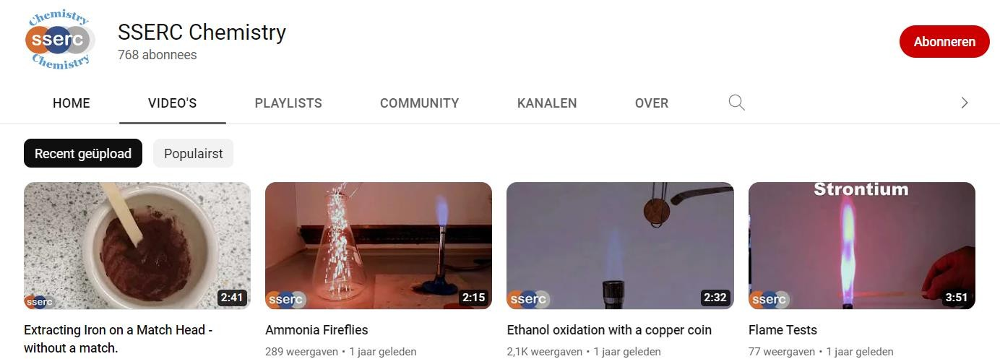 Chemistry
sserc
Chemistry
SSERC Chemistry
768 abonnees
Abonneren
HOME VIDEO'S PLAYLISTS COMMUNITY KANALEN OVER
Recent geüpload Populairst
sserc
2:41
sserc
2:15
sserc
2:32
Strontium
sserc
3:51
Extracting Iron on a Match Head -
without a match.
Ammonia Fireflies
289 weergaven • 1 jaar geleden
Ethanol oxidation with a copper coin
2,1K weergaven • 1 jaar geleden
Flame Tests
77 weergaven • 1 jaar geleden